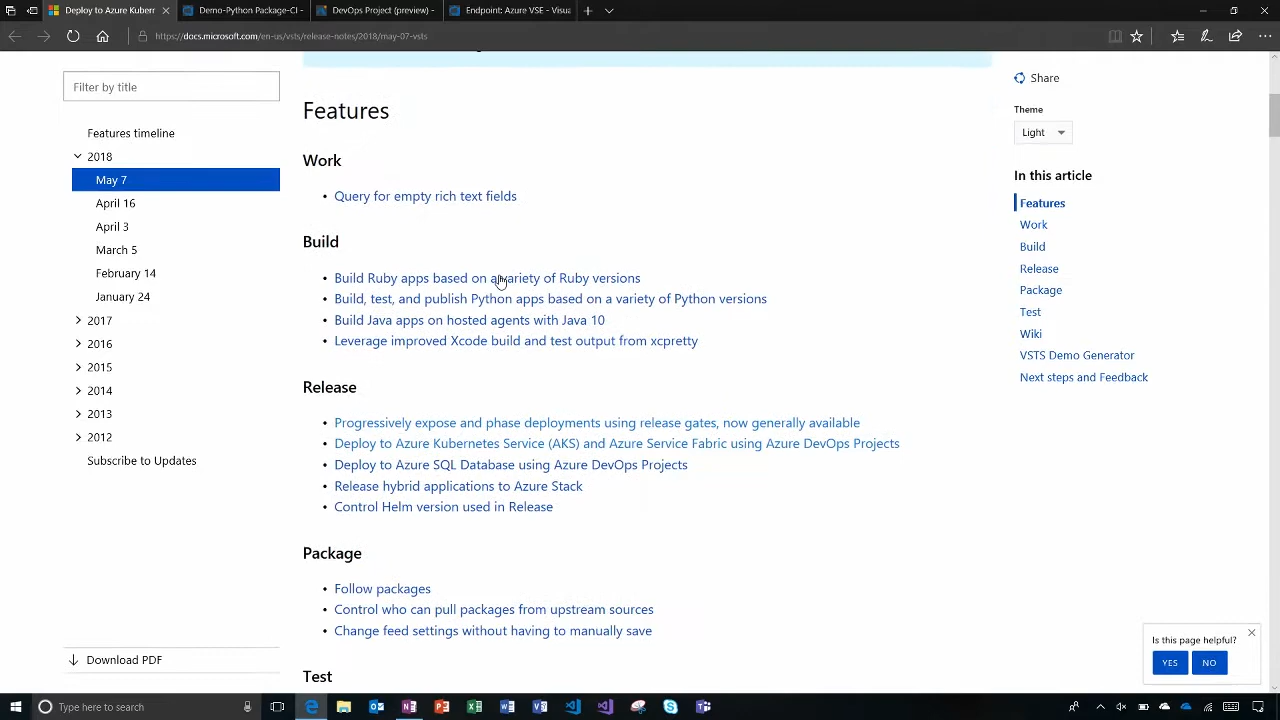 Deploy to Azure Kuberr
Demo-Python Package-CI -
DevOps Project (preview) -
Endpoint: Azure VSE - Visua
https://docs.microsoft.com/en-us/vsts/release-notes/2018/may-07-vsts
Filter by title
Features timeline
2018
May 7
April 16
April 3
March 5
February 14
January 24
2017
2016
2015
2014
2013
2012
Subscribe to Updates
Download PDF
Features
Work
• Query for empty rich text fields
Build
• Build Ruby apps based on a variety of Ruby versions
• Build, test, and publish Python apps based on a variety of Python versions
• Build Java apps on hosted agents with Java 10
• Leverage improved Xcode build and test output from xcpretty
Release
• Progressively expose and phase deployments using release gates, now generally available
• Deploy to Azure Kubernetes Service (AKS) and Azure Service Fabric using Azure DevOps Projects
• Deploy to Azure SQL Database using Azure DevOps Projects
• Release hybrid applications to Azure Stack
• Control Helm version used in Release
Package
• Follow packages
• Control who can pull packages from upstream sources
• Change feed settings without having to manually save
Test
Share
Theme
Light
In this article
Features
Work
Build
Release
Package
Test
Wiki
VSTS Demo Generator
Next steps and Feedback
Is this page helpful?
YES
NO
Type here to search